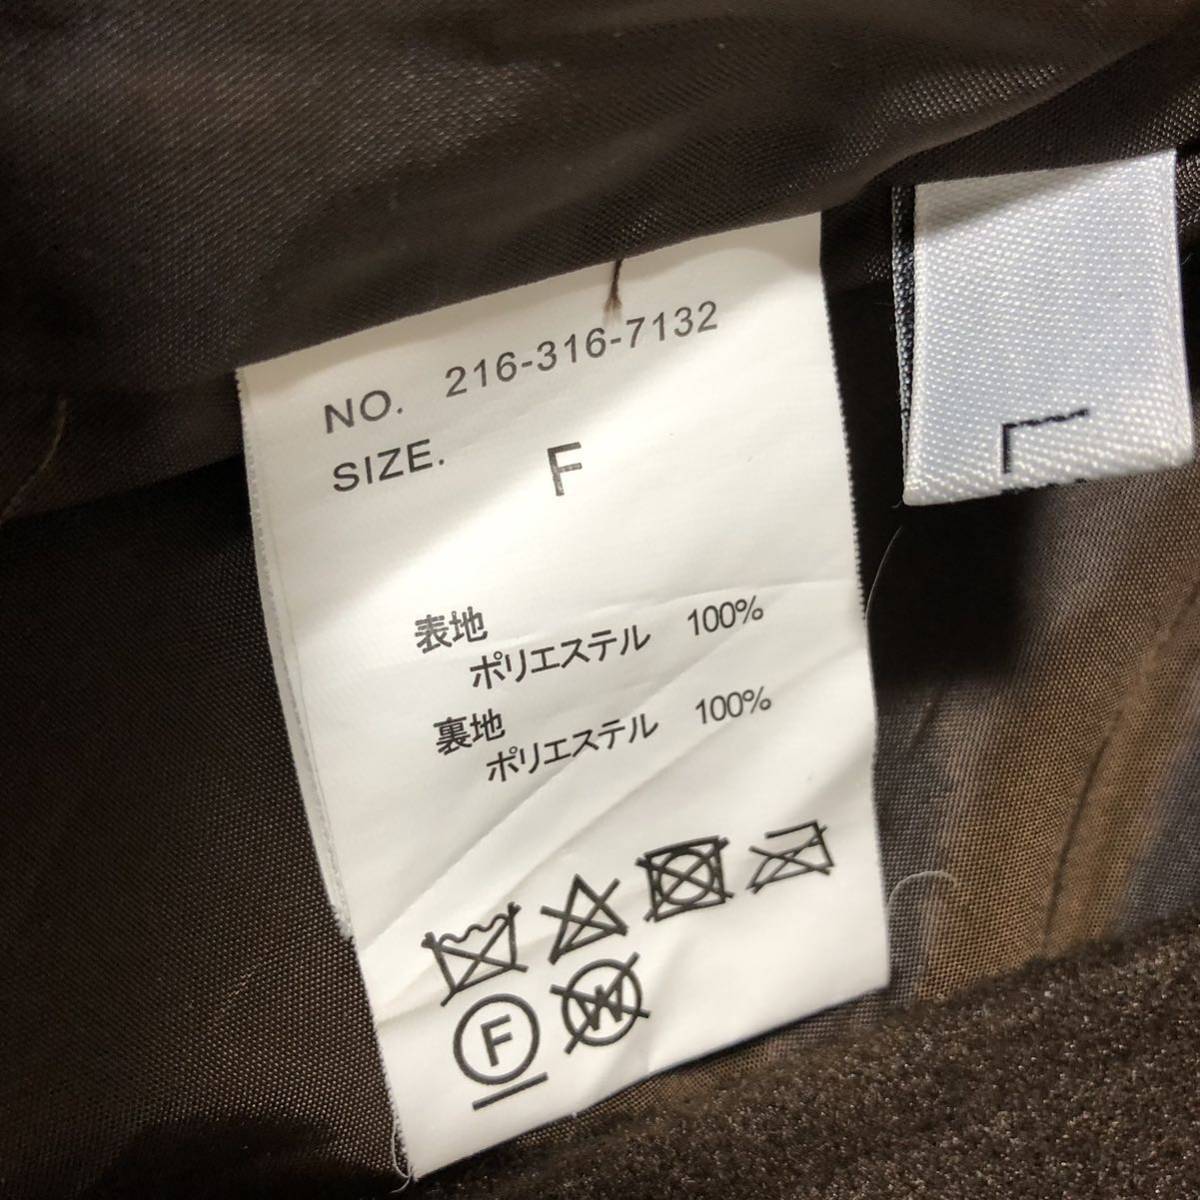 NO. 216-316-7132
SIZE. F
表地
ポリエステル 100%
裏地
ポリエステル 100%
F
W